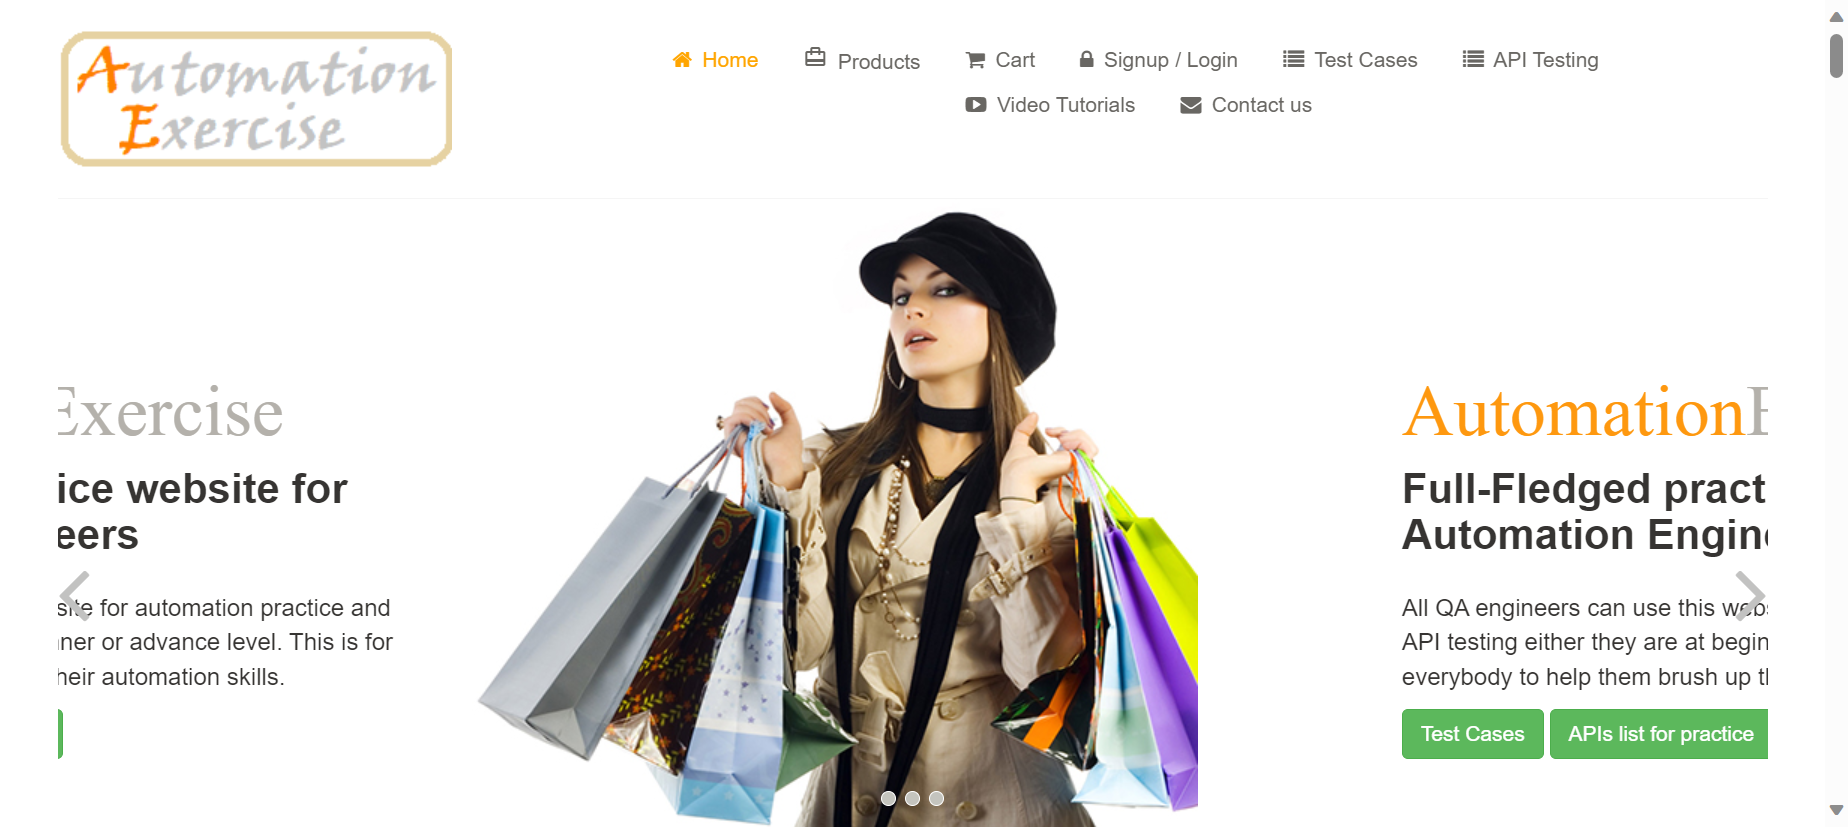 Automation
Exercise
Home
Products
Cart
Signup / Login
Test Cases
API Testing
Video Tutorials
Contact us
Exercise
ice website for
eers
site for automation practice and
ner or advance level. This is for
heir automation skills.
AutomationE
Full-Fledged pract
Automation Engine
All QA engineers can use this webs
API testing either they are at begin
everybody to help them brush up th
Test Cases
APIs list for practice